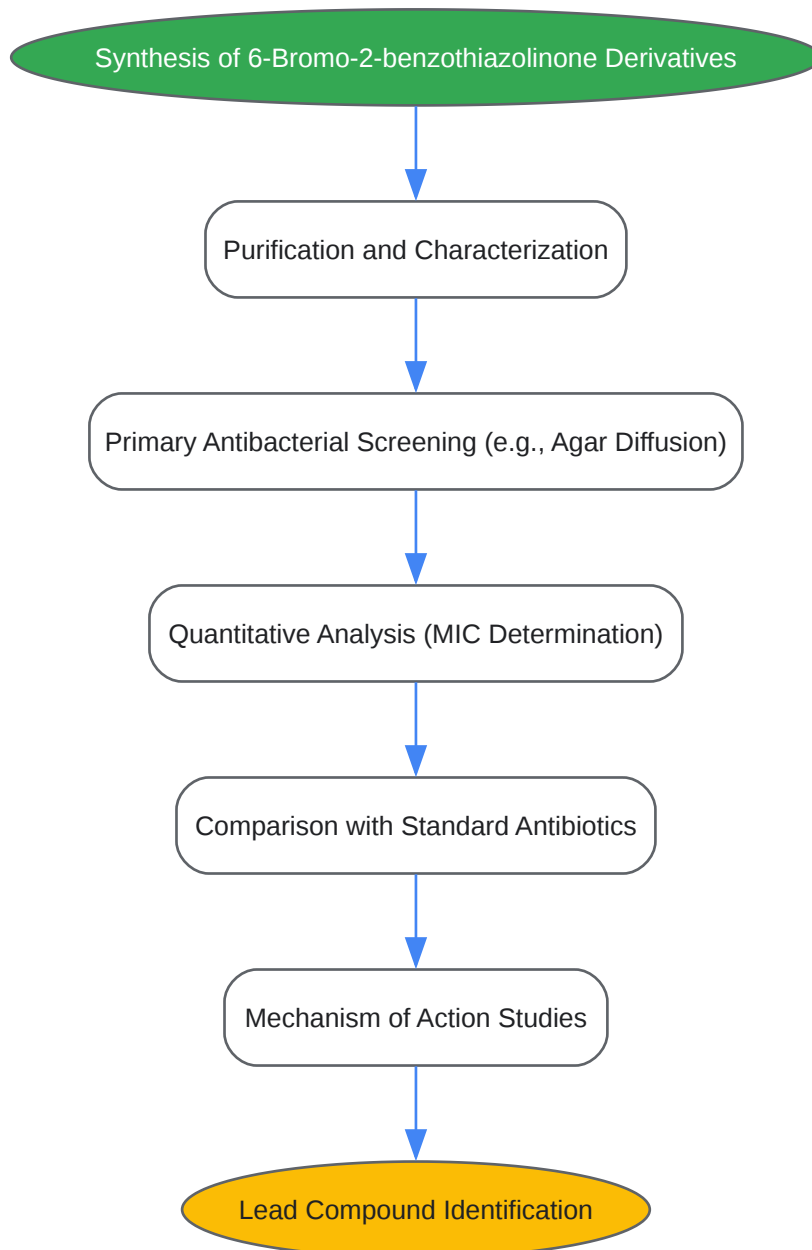 Synthesis of 6-Bromo-2-benzothiazolinone Derivatives
Purification and Characterization
Primary Antibacterial Screening (e.g., Agar Diffusion)
Quantitative Analysis (MIC Determination)
Comparison with Standard Antibiotics
Mechanism of Action Studies
Lead Compound Identification